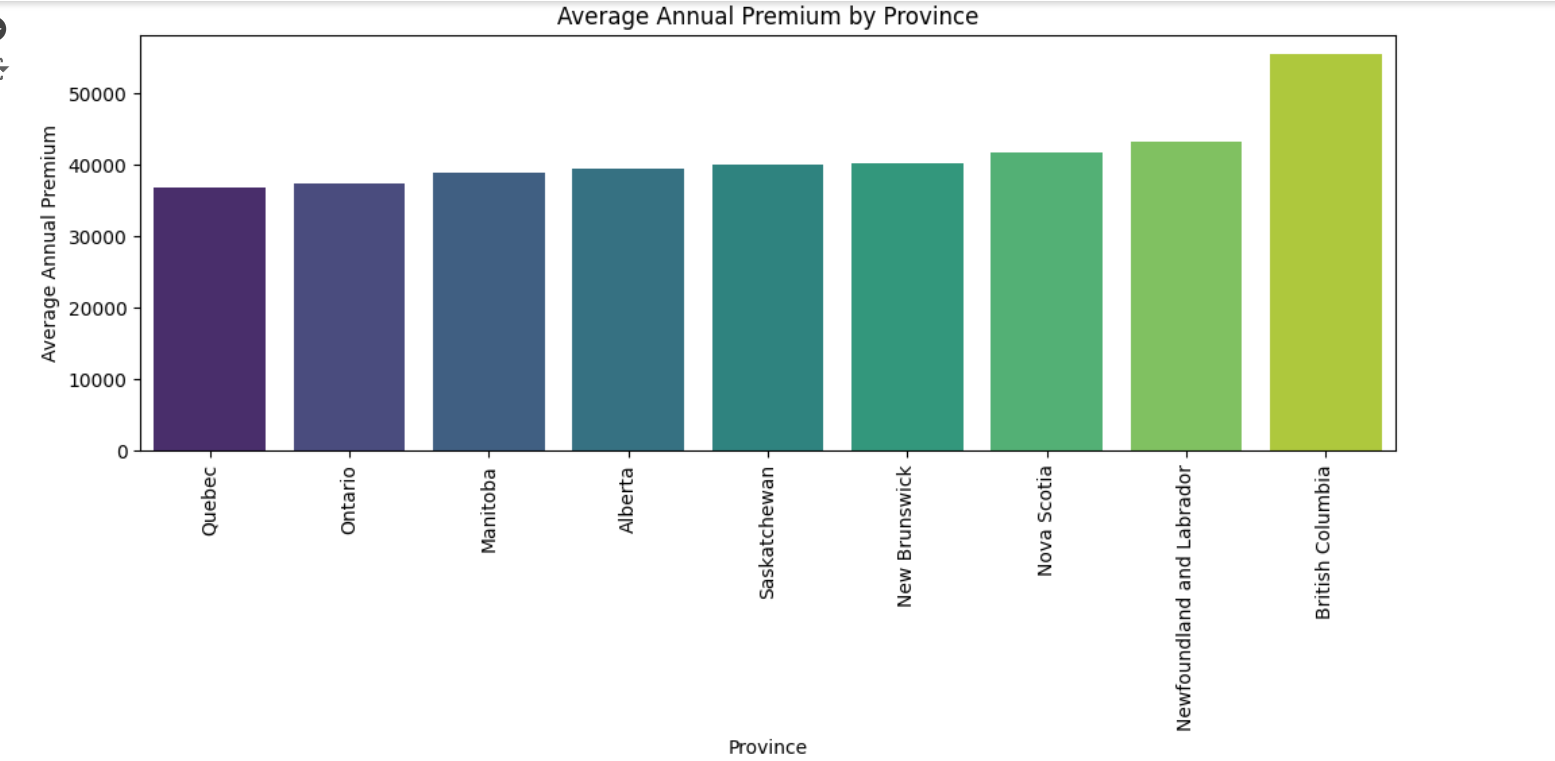 Average Annual Premium by Province
Average Annual Premium
50000
40000
30000
20000
10000
0
Quebec
Ontario
Manitoba
Alberta
Saskatchewan
New Brunswick
Nova Scotia
Newfoundland and Labrador
British Columbia
Province